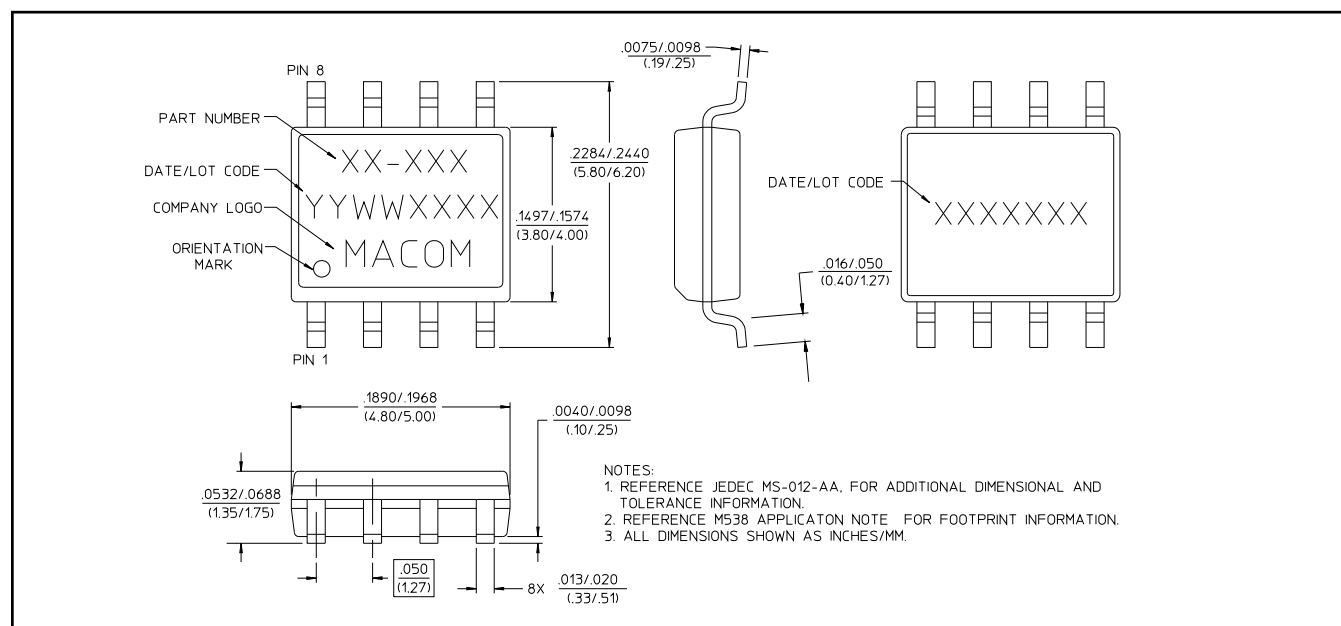 PIN 8
PART NUMBER
XX-XXX
DATE/LOT CODE
YYWWXXXX
COMPANY LOGO
MACOM
ORIENTATION
MARK
PIN 1
.2284/.2440
(5.80/6.20)
.1497/.1574
(3.80/4.00)
.0075/.0098
(.19/.25)
.016/.050
(0.40/1.27)
DATE/LOT CODE
XXXXXXX
.1890/.1968
(4.80/5.00)
.0040/.0098
(.10/.25)
.0532/.0688
(1.35/1.75)
.050
(1.27)
8X
.013/.020
(.33/.51)
NOTES:
1. REFERENCE JEDEC MS-012-AA, FOR ADDITIONAL DIMENSIONAL AND
TOLERANCE INFORMATION.
2. REFERENCE M538 APPLICATON NOTE FOR FOOTPRINT INFORMATION.
3. ALL DIMENSIONS SHOWN AS INCHES/MM.